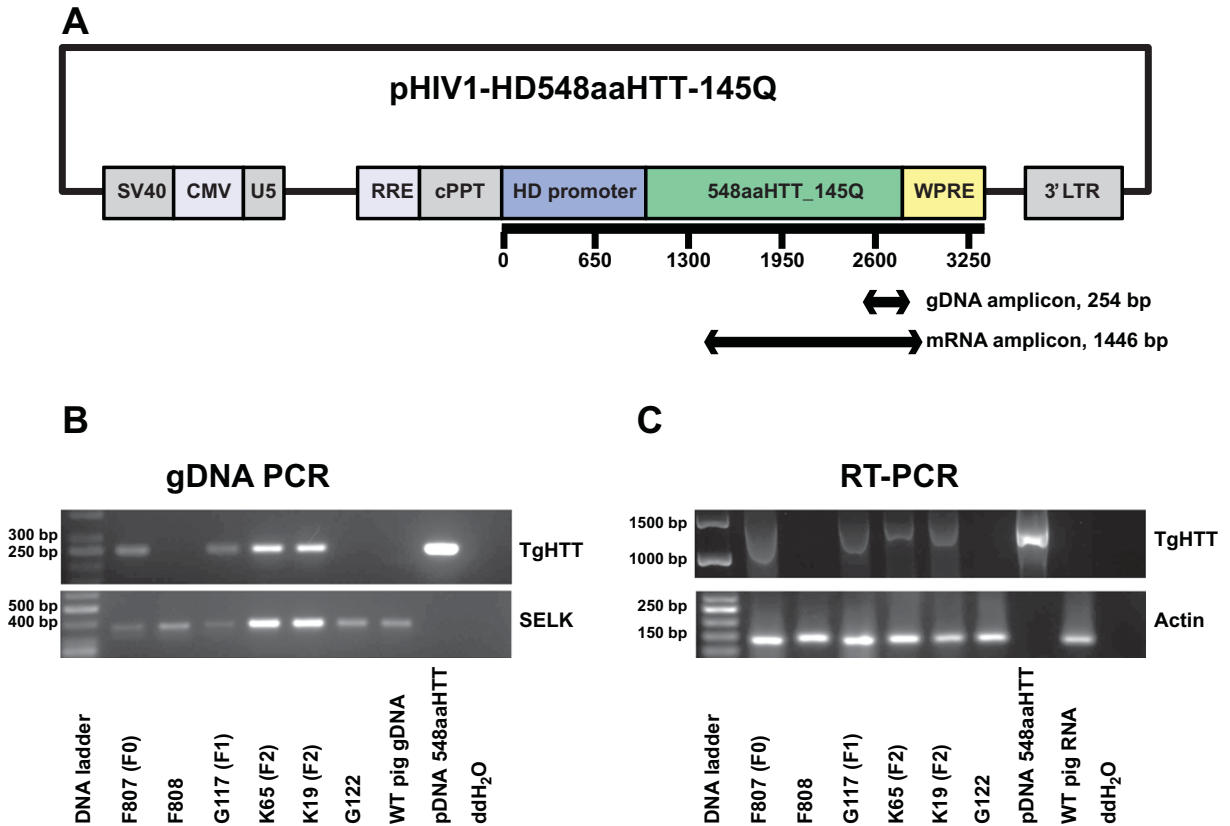 A
pHIV1-HD548aaHTT-145Q
SV40 CMV U5 RRE cPPT HD promoter 548aaHTT_145Q WPRE 3' LTR
0 650 1300 1950 2600 3250
gDNA amplicon, 254 bp
mRNA amplicon, 1446 bp
B
gDNA PCR
300 bp
250 bp
TgHTT
500 bp
400 bp
SELK
DNA ladder
F807 (F0)
F808
G117 (F1)
K65 (F2)
K19 (F2)
G122
WT pig gDNA
pDNA 548aaHTT
ddH₂O
C
RT-PCR
1500 bp
1000 bp
TgHTT
250 bp
150 bp
Actin
DNA ladder
F807 (F0)
F808
G117 (F1)
K65 (F2)
K19 (F2)
G122
pDNA 548aaHTT
WT pig RNA
ddH₂O